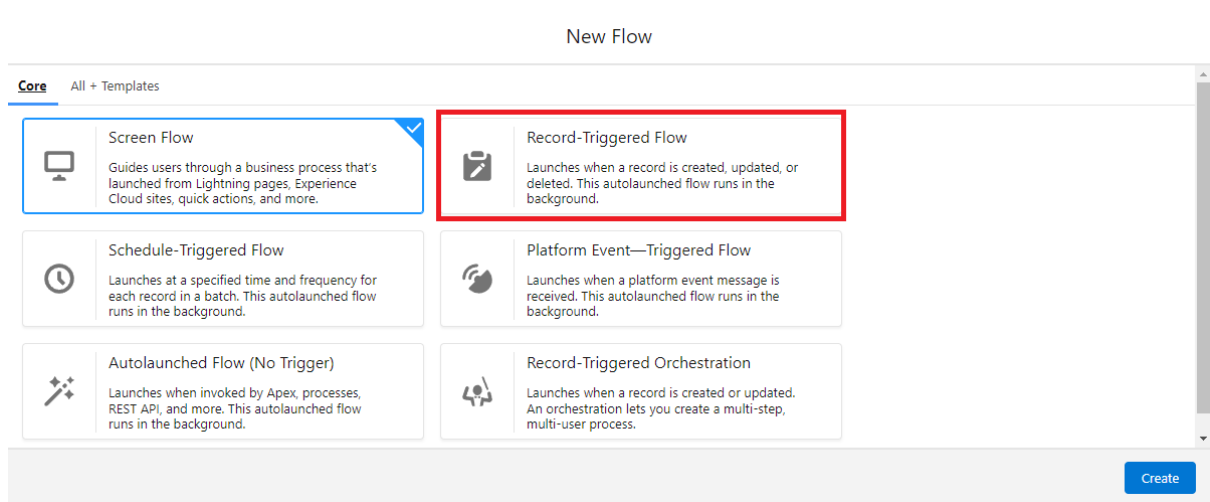 New Flow
Core
All + Templates
Screen Flow
Guides users through a business process that's
launched from Lightning pages, Experience
Cloud sites, quick actions, and more.
Record-Triggered Flow
Launches when a record is created, updated, or
deleted. This autolaunched flow runs in the
background.
Schedule-Triggered Flow
Launches at a specified time and frequency for
each record in a batch. This autolaunched flow
runs in the background.
Platform Event—Triggered Flow
Launches when a platform event message is
received. This autolaunched flow runs in the
background.
Autolaunched Flow (No Trigger)
Launches when invoked by Apex, processes,
REST API, and more. This autolaunched flow
runs in the background.
Record-Triggered Orchestration
Launches when a record is created or updated.
An orchestration lets you create a multi-step,
multi-user process.
Create